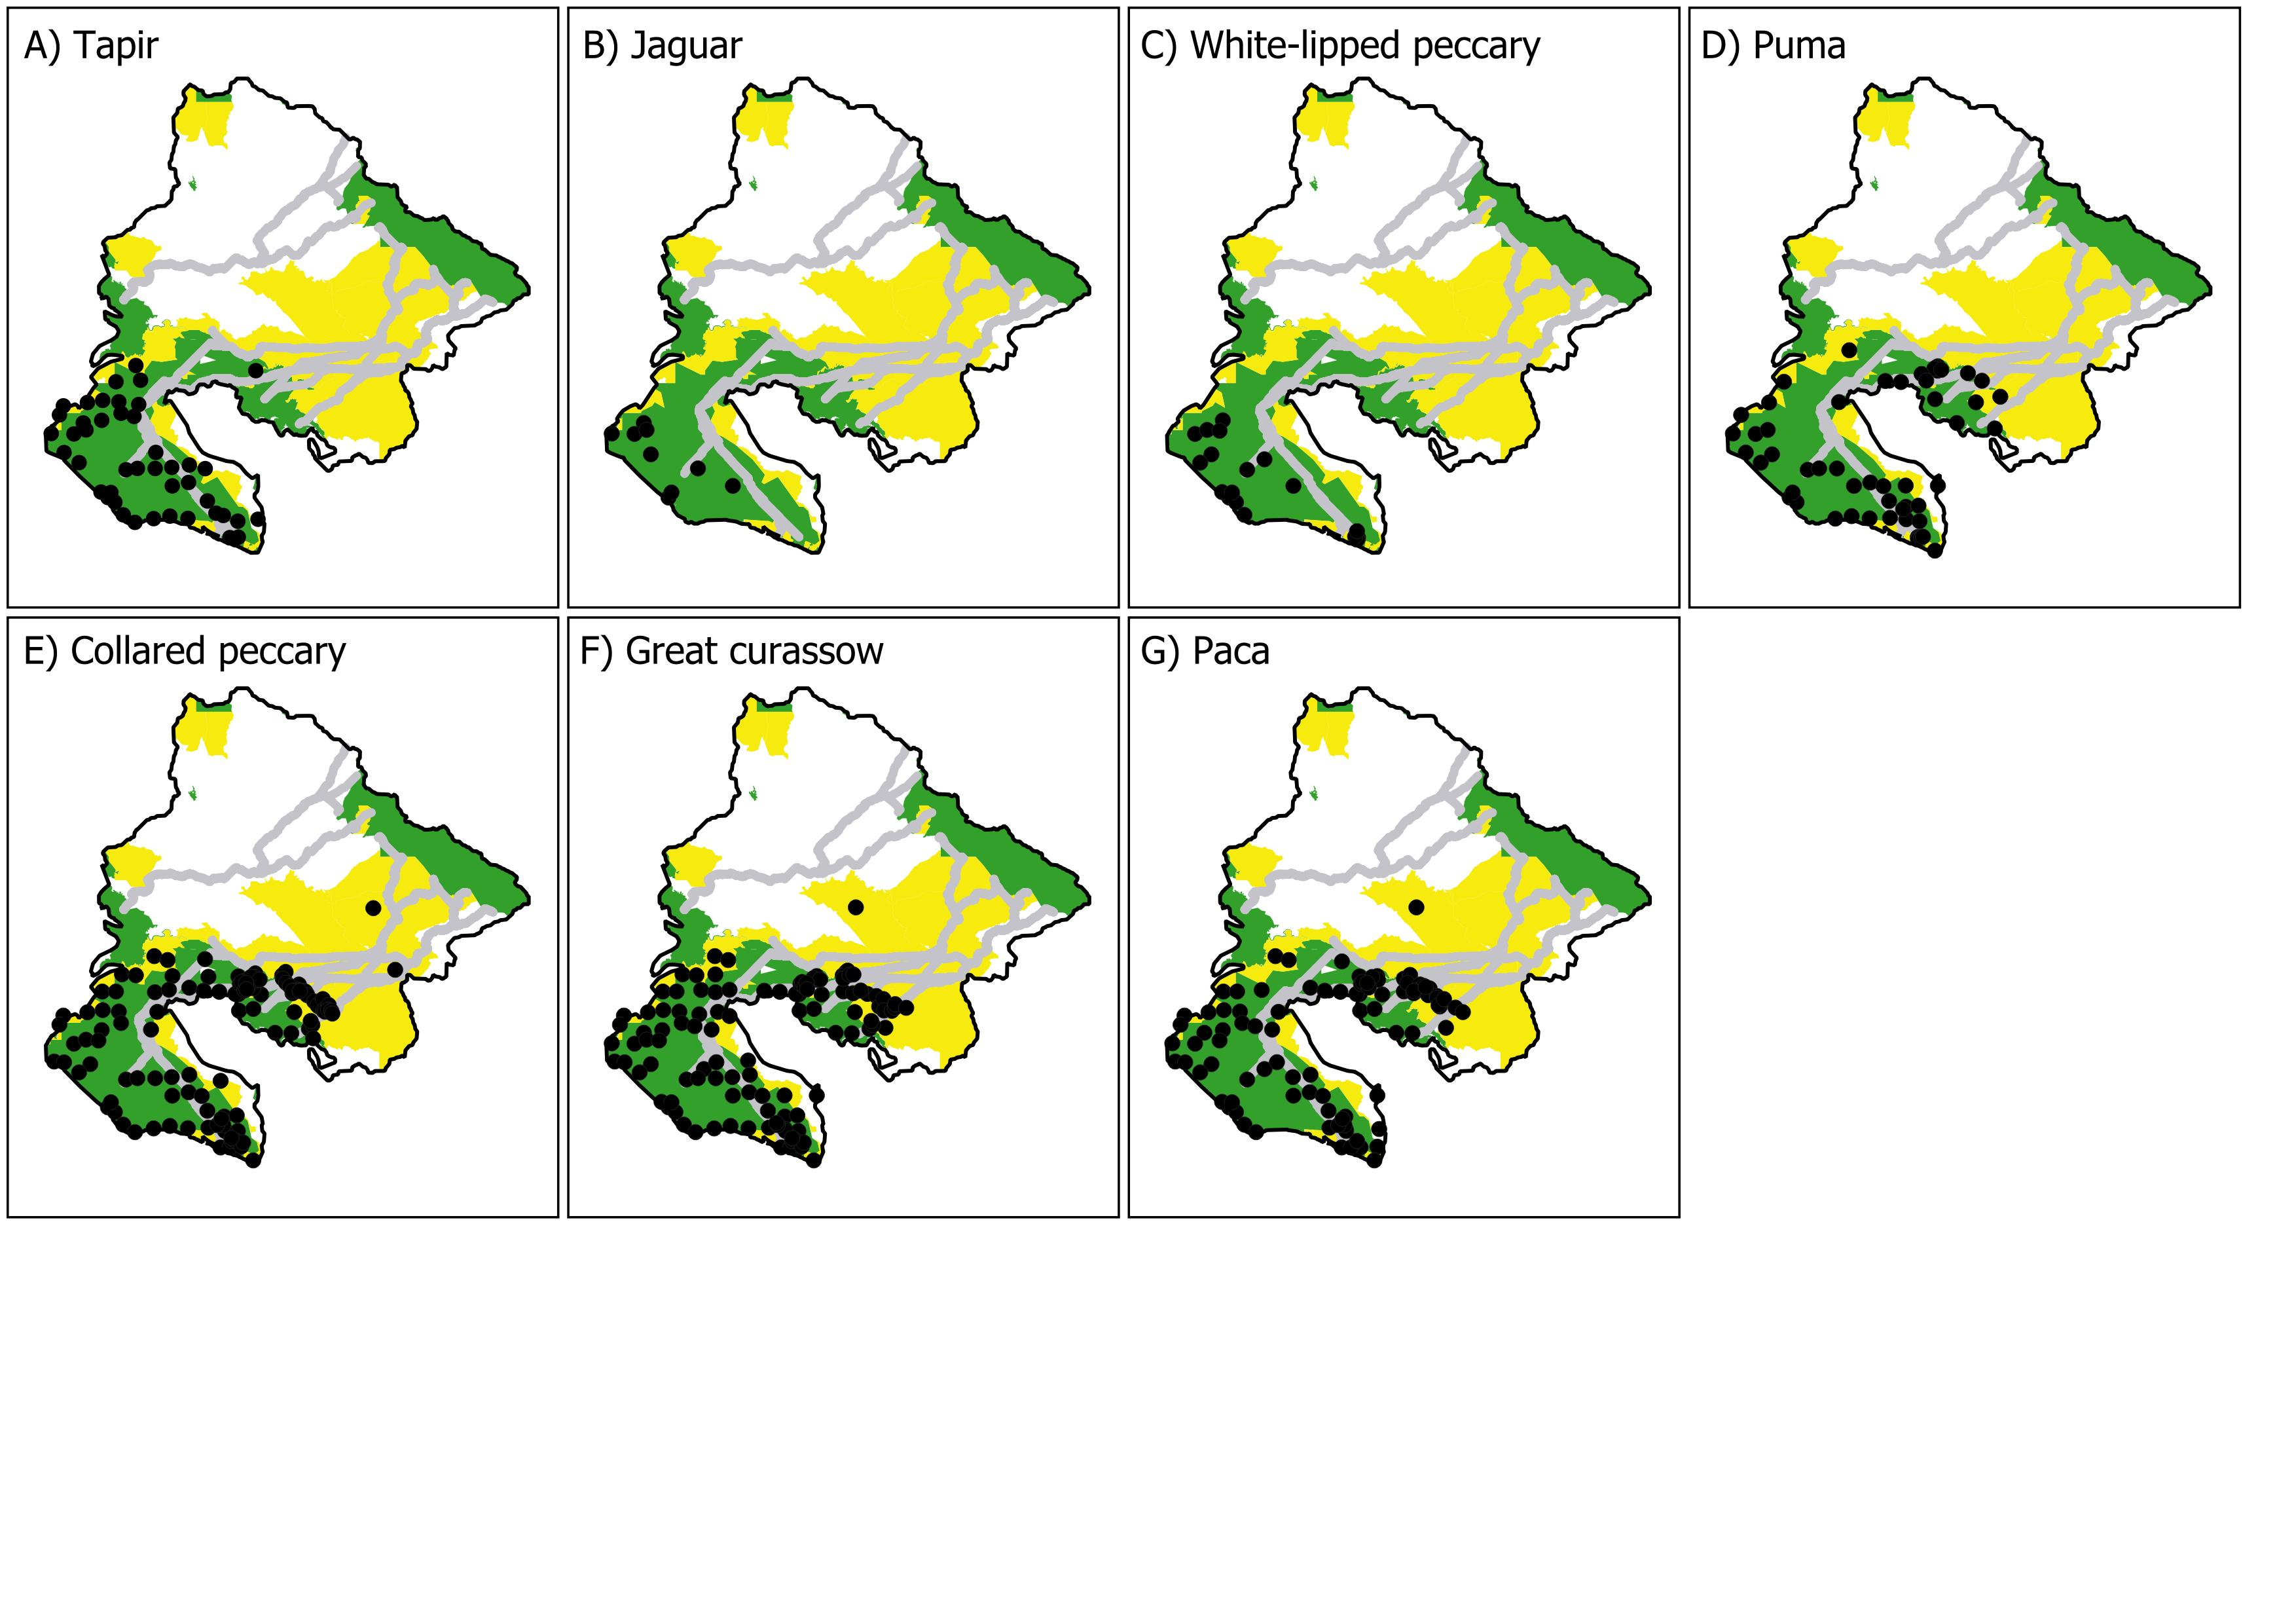 A) Tapir
B) Jaguar
C) White-lipped peccary
D) Puma
E) Collared peccary
F) Great curassow
G) Paca